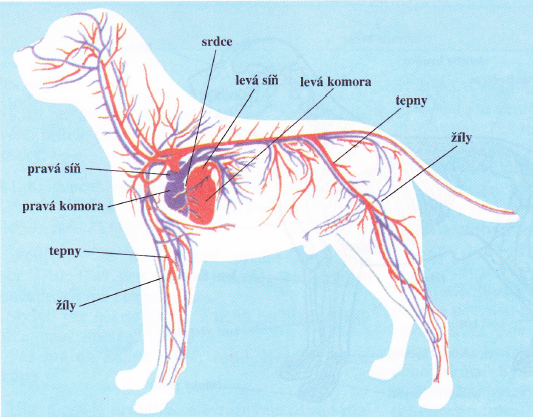 srdce
levá síň
levá komora
tepny
žíly
pravá síň
pravá komora
tepny
žíly